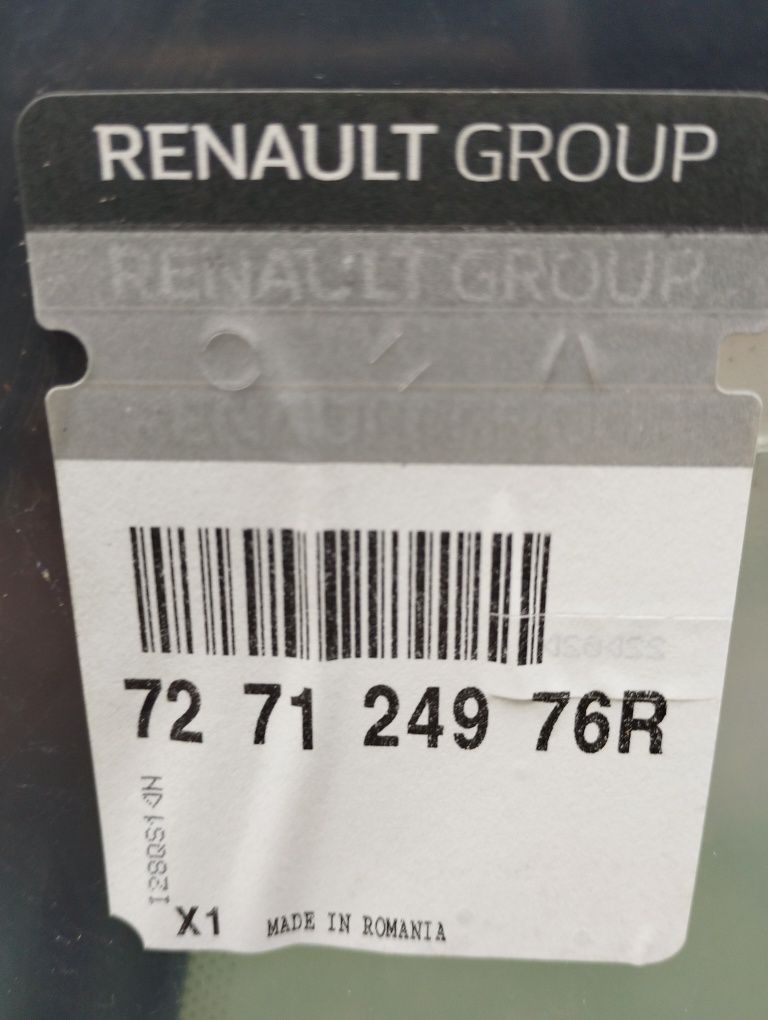 RENAULT GROUP
RENAULT GROUP
72 71 249 76R
X1 MADE IN ROMANIA